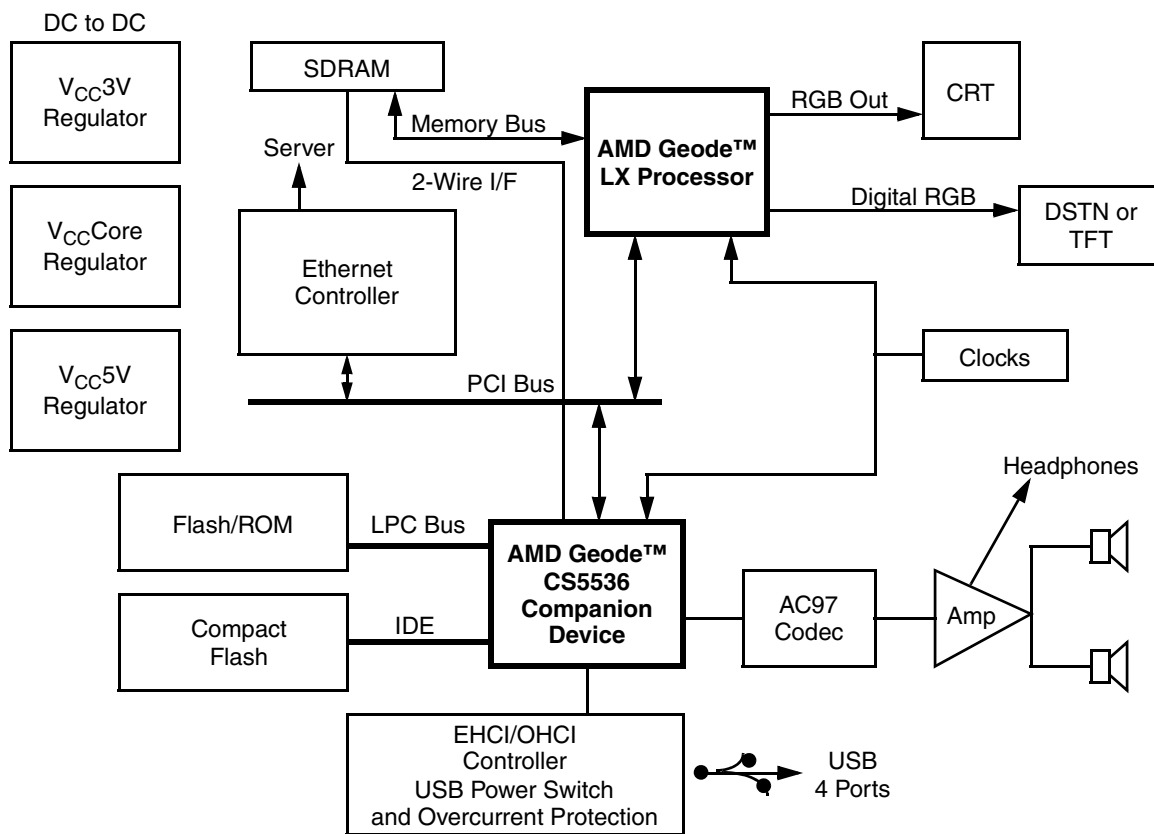 DC to DC
VCC3V
Regulator
VCCCore
Regulator
VCC5V
Regulator
SDRAM
Memory Bus
Server
2-Wire I/F
Ethernet
Controller
PCI Bus
AMD Geode™
LX Processor
RGB Out
CRT
Digital RGB
DSTN or
TFT
Clocks
Flash/ROM
LPC Bus
Compact
Flash
IDE
AMD Geode™
CS5536
Companion
Device
AC97
Codec
Amp
Headphones
EHCI/OHCI
Controller
USB Power Switch
and Overcurrent Protection
USB
4 Ports